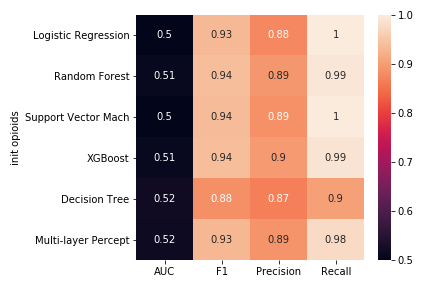 init opioids
Logistic Regression 0.5 0.93 0.88 1
Random Forest 0.51 0.94 0.89 0.99
Support Vector Mach 0.5 0.94 0.89 1
XGBoost 0.51 0.94 0.9 0.99
Decision Tree 0.52 0.88 0.87 0.9
Multi-layer Percept 0.52 0.93 0.89 0.98
AUC F1 Precision Recall
1.0
0.9
0.8
0.7
0.6
0.5